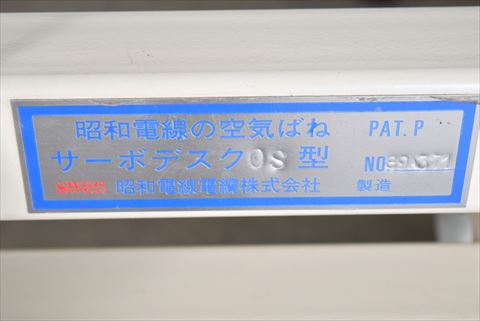 昭和電線の空気ばね PAT.P
サーボデスクOS型 NO
SWCC 昭和電線電纜株式会社 製造